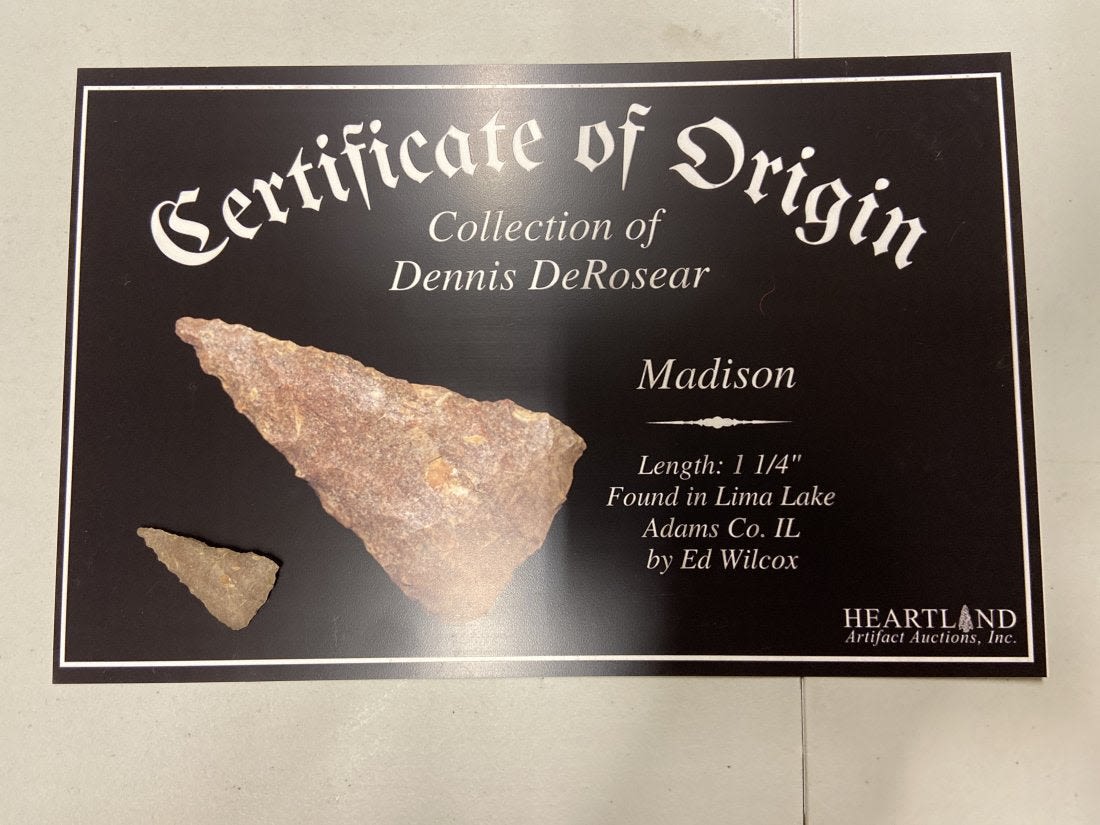 Certificate of Origin
Collection of
Dennis DeRosear
Madison
Length: 1 1/4"
Found in Lima Lake
Adams Co. IL
by Ed Wilcox
HEARTLAND
Artifact Auctions, Inc.